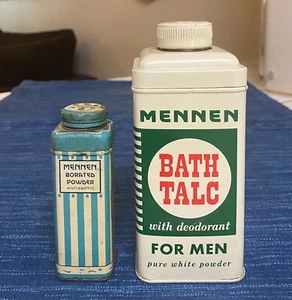 MENNEN
BORATED
POWDER
ANTISEPTIC
MENNEN
BATH
TALC
with deodorant
FOR MEN
pure white powder